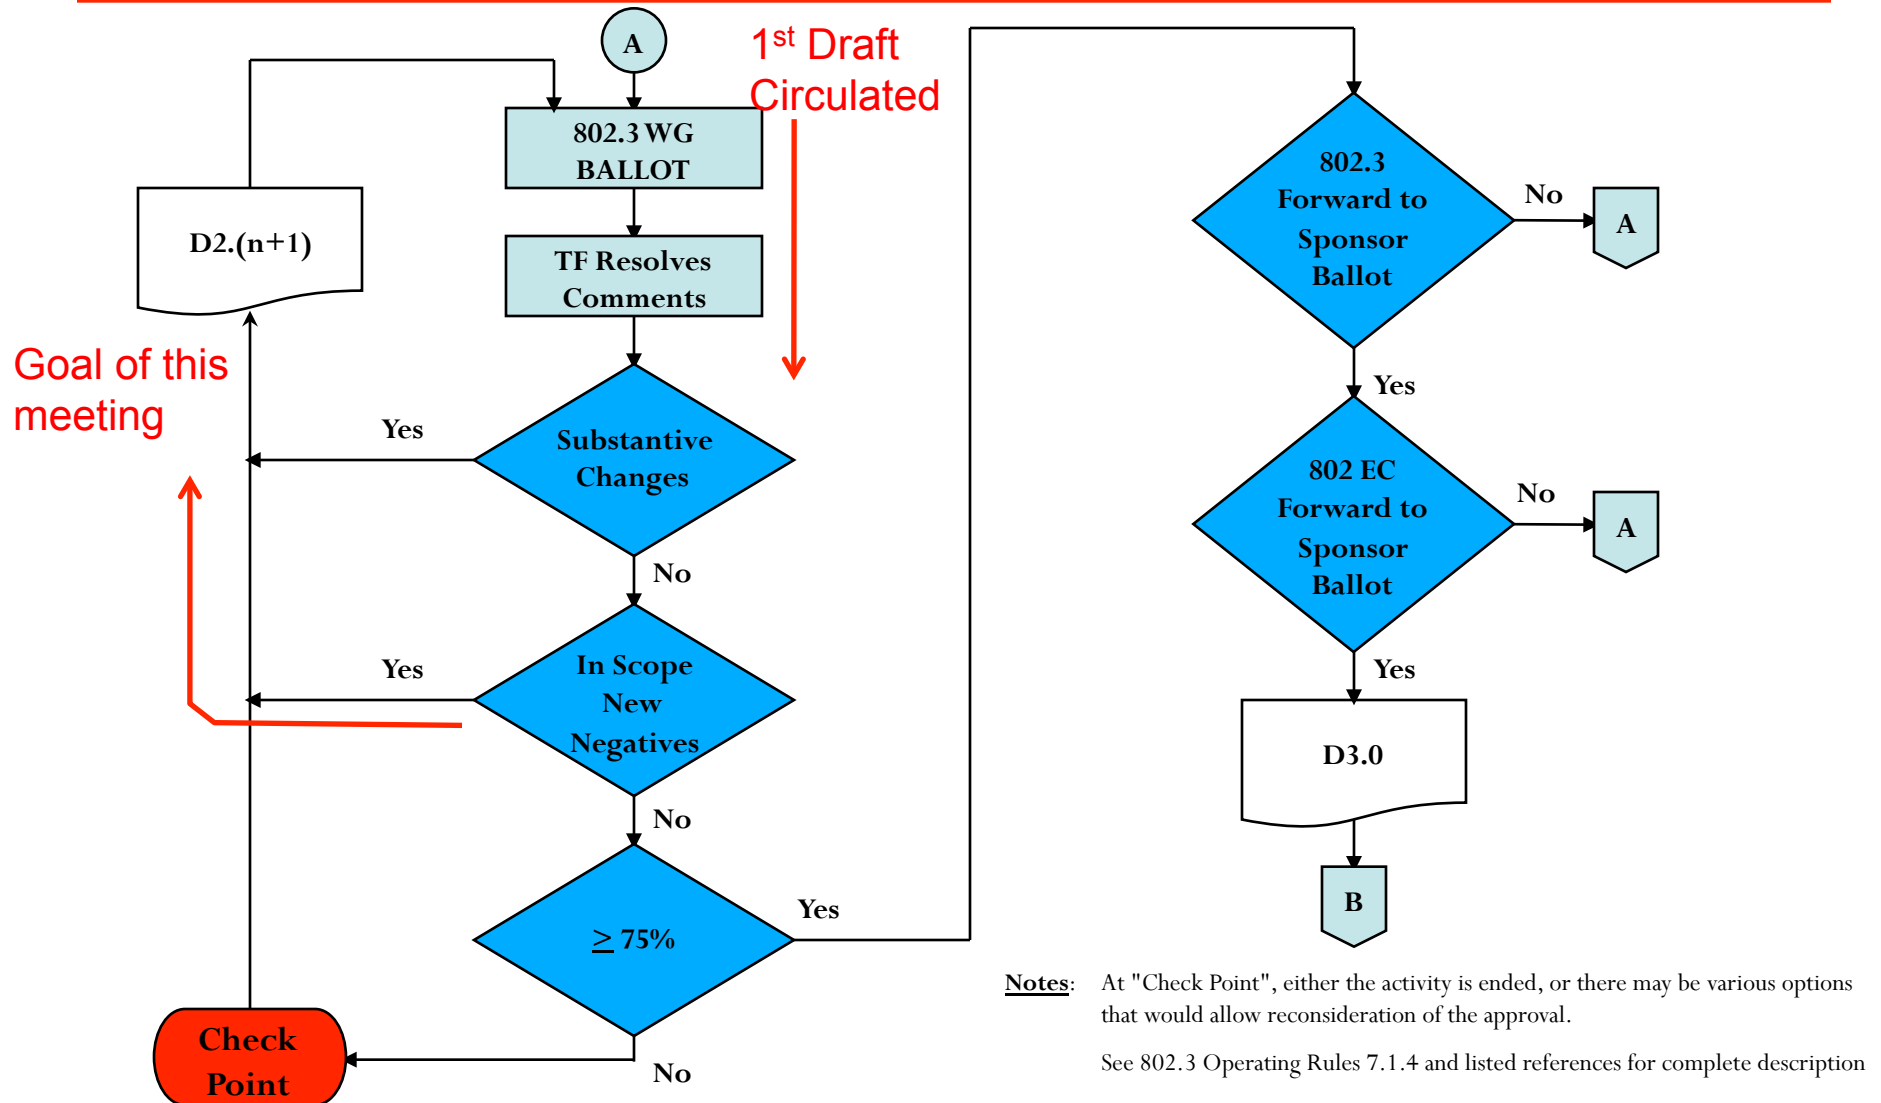 A
1st Draft
Circulated
802.3 WG
BALLOT
D2.(n+1)
TF Resolves
Comments
Goal of this
meeting
Yes
Substantive
Changes
No
Yes
In Scope
New
Negatives
No
≥ 75%
Yes
No
Check
Point
802.3
Forward to
Sponsor
Ballot
No
A
Yes
802 EC
Forward to
Sponsor
Ballot
No
A
Yes
D3.0
B
Notes: At "Check Point", either the activity is ended, or there may be various options
that would allow reconsideration of the approval.
See 802.3 Operating Rules 7.1.4 and listed references for complete description